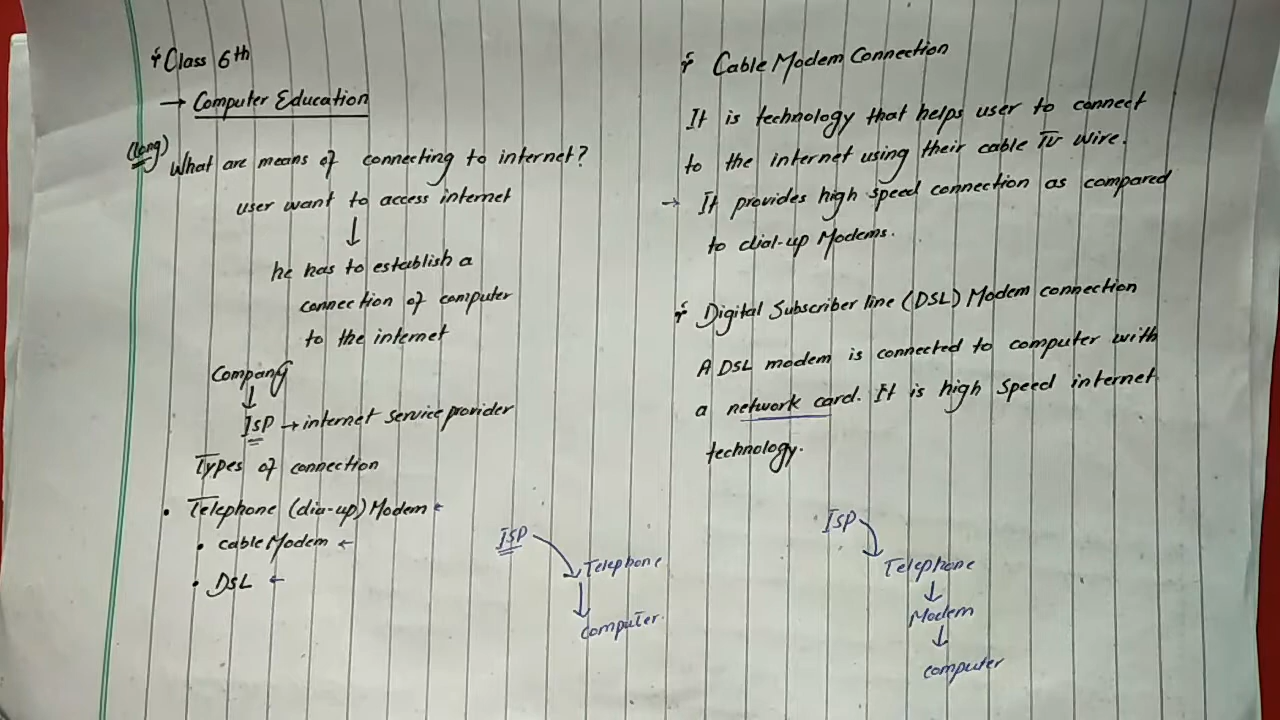 Class 6th
→ Computer Education
(long) What are means of connecting to internet?
user want to access internet
↓
he has to establish a
connection of computer
to the internet
Company
↓
ISP → internet service provider
Types of connection
• Telephone (dia-up) Modem ←
• cable Modem ←
• DSL ←
ISP
Telephone
↓
Computer.
Cable Modem Connection
It is technology that helps user to connect
to the internet using their cable TV wire.
→ It provides high speed connection as compared
to dial-up Modems.
Digital Subscriber line (DSL) Modem connection
A DSL modem is connected to computer with
a network card. It is high speed internet
technology.
ISP
Telephone
↓
Modem
↓
computer